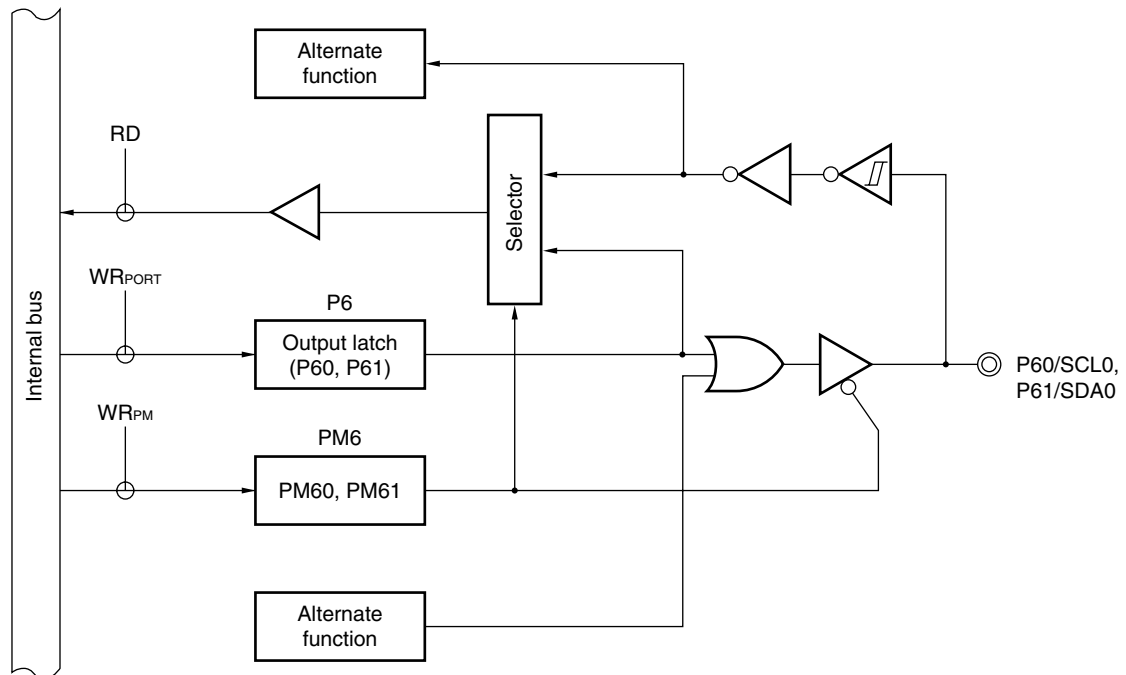 Alternate
function
RD
Selector
WRPORT
P6
Internal bus
Output latch
(P60, P61)
P60/SCL0,
P61/SDA0
WRPM
PM6
PM60, PM61
Alternate
function